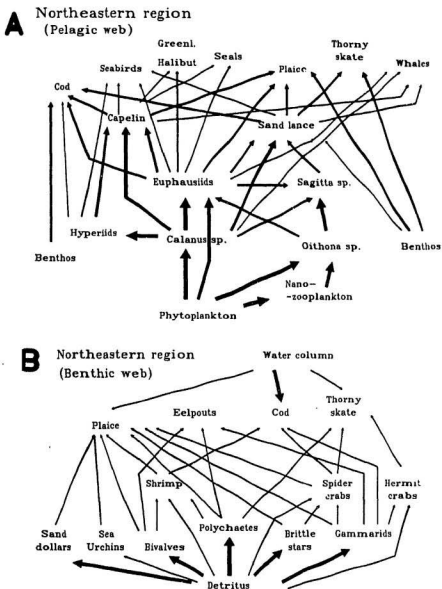 A Northeastern region
(Pelagic web)
Greenl.
Halibut
Seals
Thorny
skate
Seabirds
Plaice
Whales
Cod
Capelin
Sand lance
Euphausiids
Sagitta sp.
Hyperiids
Calanus sp.
Oithona sp.
Benthos
Benthos
Nano-
-zooplankton
Phytoplankton
B Northeastern region
(Benthic web)
Water column
Thorny
skate
Eelpouts
Cod
Plaice
Shrimp
Spider
crabs
Hermit
crabs
Polychaetes
Sand
dollars
Sea
Urchins
Bivalves
Brittle
stars
Gammarids
Detritus